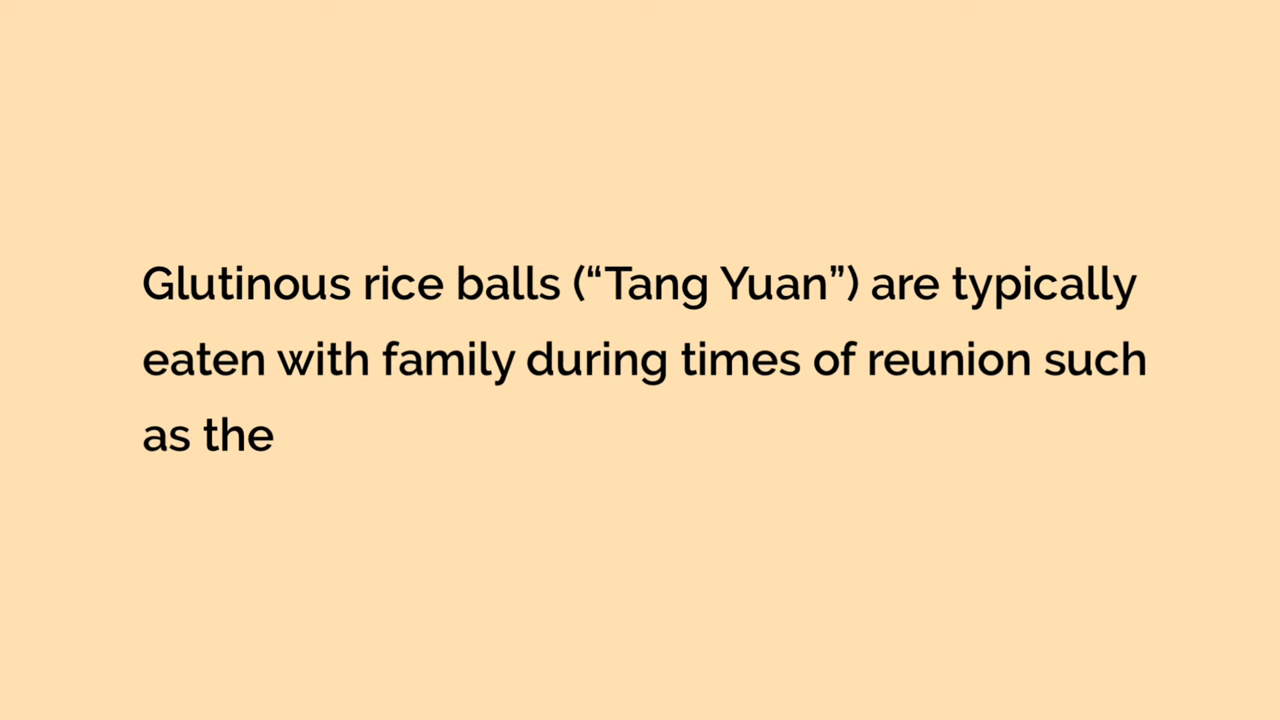 Glutinous rice balls (“Tang Yuan”) are typically
eaten with family during times of reunion such
as the